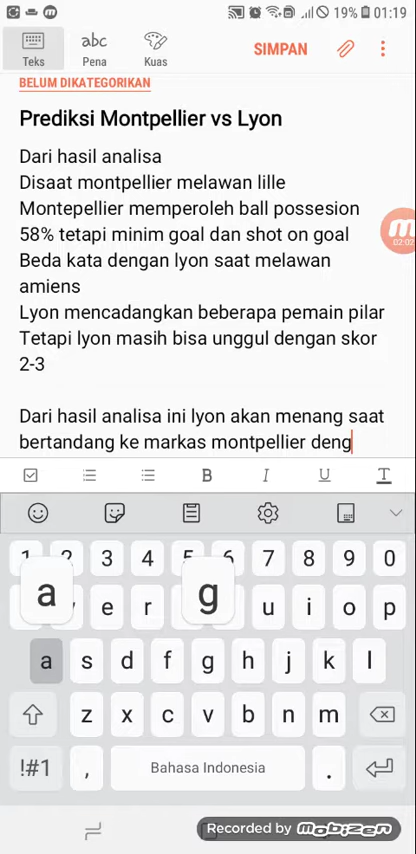 19% 01:19
Teks
abc
Pena
Kuas
SIMPAN
BELUM DIKATEGORIKAN
Prediksi Montpellier vs Lyon
Dari hasil analisa
Disaat montpellier melawan lille
Montepellier memperoleh ball possesion
58% tetapi minim goal dan shot on goal
Beda kata dengan lyon saat melawan
amiens
Lyon mencadangkan beberapa pemain pilar
Tetapi lyon masih bisa unggul dengan skor
2-3
02:02
Dari hasil analisa ini lyon akan menang saat
bertandang ke markas montpellier deng
B I U T
1 2 3 4 5 6 7 8 9 0
a g
e r u i o p
a s d f g h j k l
z x c v b n m
!#1 , Bahasa Indonesia .
Recorded by mobizen